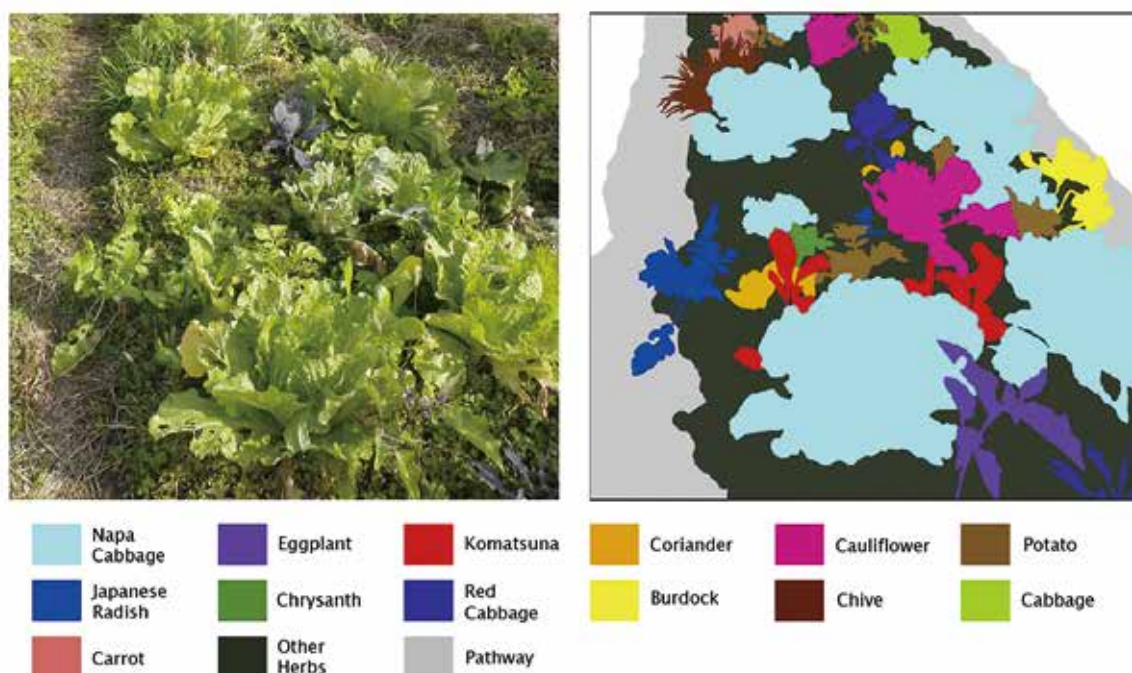 Napa
Cabbage
Eggplant
Komatsuna
Coriander
Cauliflower
Potato
Japanese
Radish
Chrysanth
Red
Cabbage
Burdock
Chive
Cabbage
Carrot
Other
Herbs
Pathway